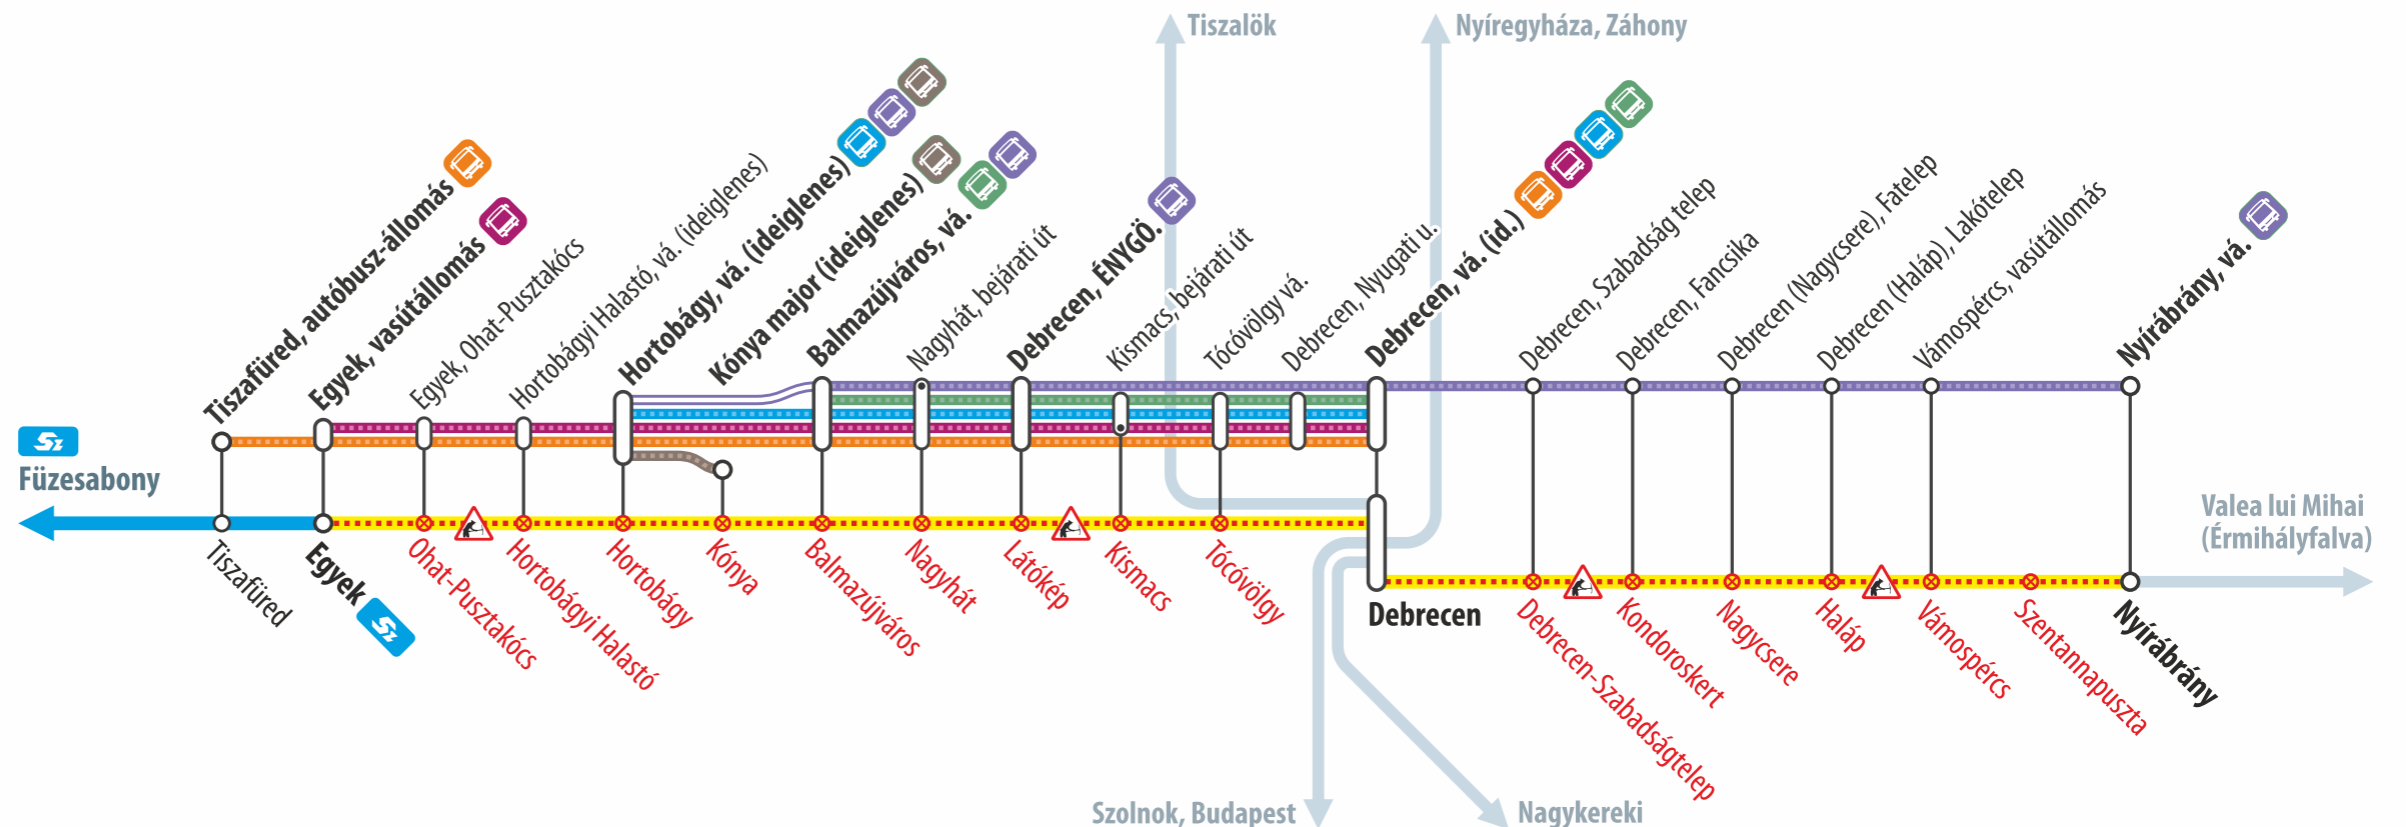 Tiszalök
Nyíregyháza, Záhony
Tiszafüred, autóbusz-állomás
Egyek, vasútállomás
Egyek, Ohat-Pusztakócs
Hortobágyi Halastó, vá. (ideiglenes)
Hortobágy, vá. (ideiglenes)
Kónya major (ideiglenes)
Balmazújváros, vá.
Nagyhát, bejárati út
Debrecen, ÉNYGÖ.
Kismacs, bejárati út
Tócóvölgy vá.
Debrecen, Nyugati u.
Debrecen, vá. (id.)
Debrecen, Szabadság telep
Debrecen, Fancsika
Debrecen (Nagycsere), Fatelep
Debrecen (Haláp), Lakótelep
Vámospércs, vasútállomás
Nyírábrány, vá.
SZ
Füzesabony
Valea lui Mihai
(Érmihályfalva)
Tiszafüred
Egyek
SZ
Ohat-Pusztakócs
Hortobágyi Halastó
Hortobágy
Kónya
Balmazújváros
Nagyhát
Látókép
Kismacs
Tócóvölgy
Debrecen
Debrecen-Szabadságtelep
Kondoroskert
Nagycsere
Haláp
Vámospércs
Szentannapuszta
Nyírábrány
Szolnok, Budapest
Nagykereki